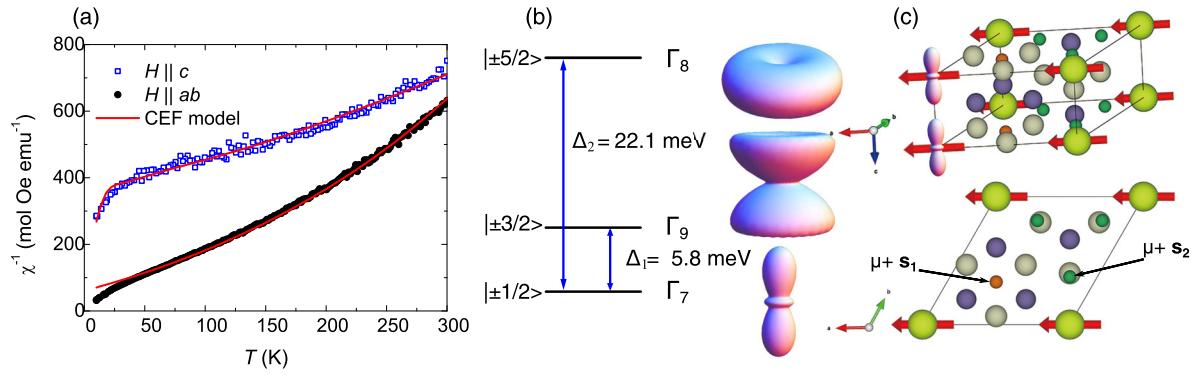 (a)
800
600
400
200
0
χ⁻¹ (mol Oe emu⁻¹)
H || c
H || ab
CEF model
0
50
100
150
200
250
300
T (K)
(b)
|±5/2>
Γ₈
Δ₂ = 22.1 meV
|±3/2>
Γ₉
Δ₁= 5.8 meV
|±1/2>
Γ₇
(c)
a
b
c
μ+ s₁
μ+ s₂
a